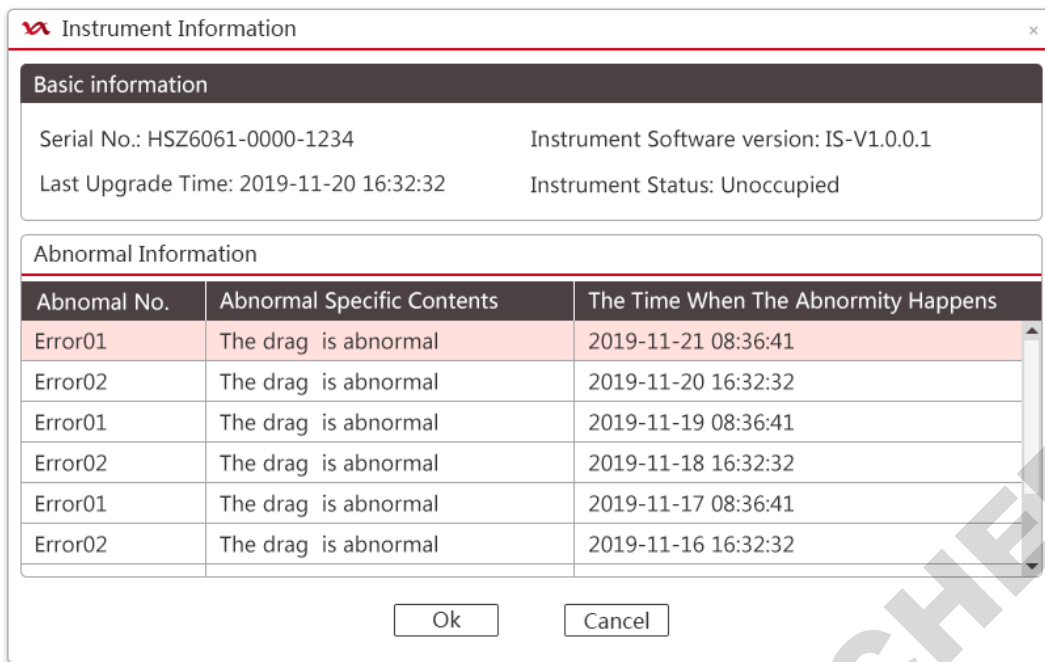 Instrument Information ×
Basic information
Serial No.: HSZ6061-0000-1234 Instrument Software version: IS-V1.0.0.1
Last Upgrade Time: 2019-11-20 16:32:32 Instrument Status: Unoccupied
Abnormal Information
Abnomal No. Abnormal Specific Contents The Time When The Abnormity Happens
Error01 The drag  is abnormal 2019-11-21 08:36:41
Error02 The drag  is abnormal 2019-11-20 16:32:32
Error01 The drag  is abnormal 2019-11-19 08:36:41
Error02 The drag  is abnormal 2019-11-18 16:32:32
Error01 The drag  is abnormal 2019-11-17 08:36:41
Error02 The drag  is abnormal 2019-11-16 16:32:32
Ok Cancel